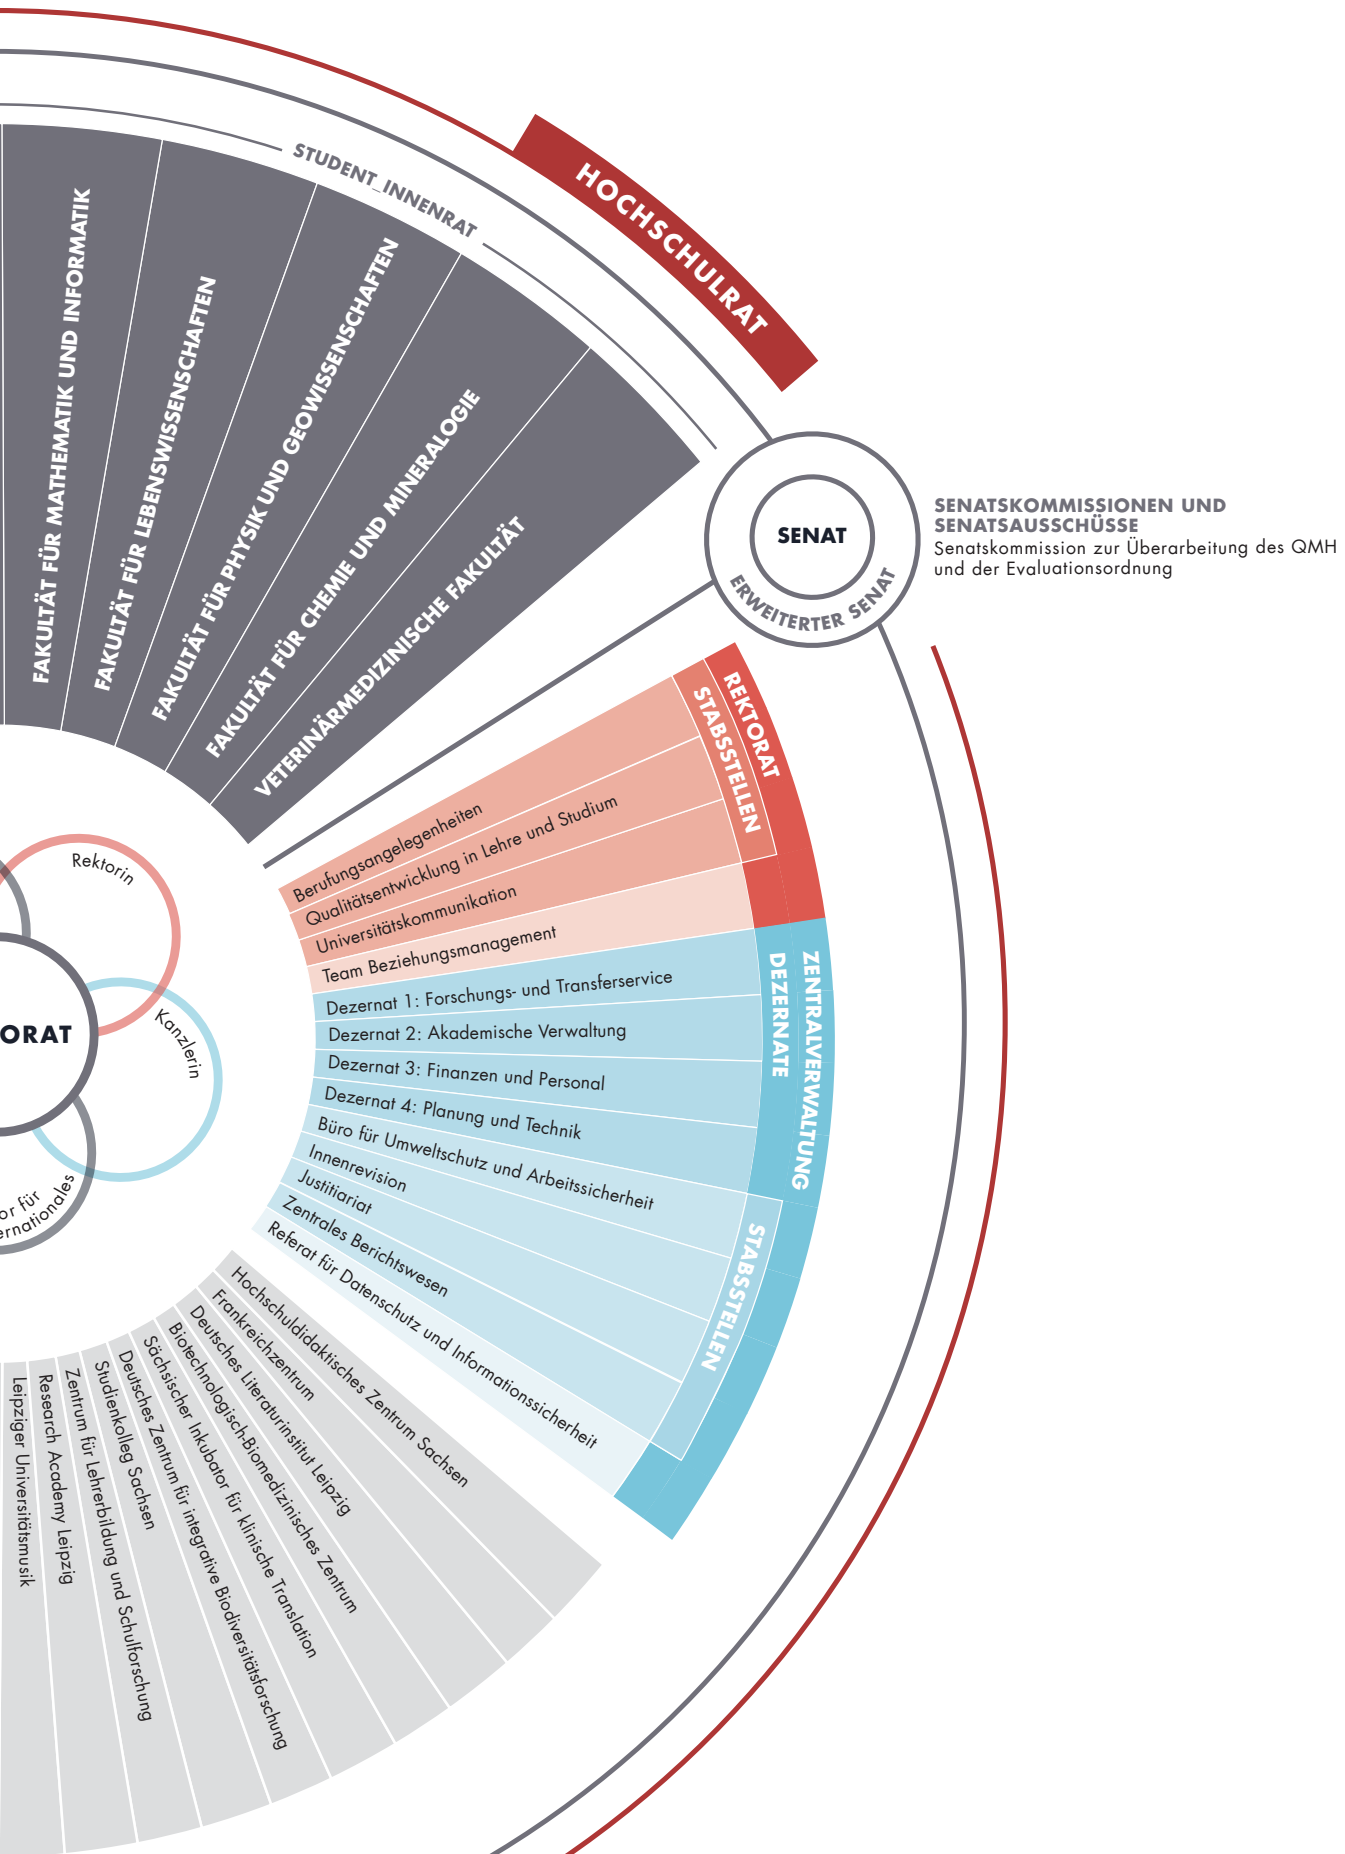 HOCHSCHULRAT
STUDENT_INNENRAT
FAKULTÄT FÜR MATHEMATIK UND INFORMATIK
FAKULTÄT FÜR LEBENSWISSENSCHAFTEN
FAKULTÄT FÜR PHYSIK UND GEOWISSENSCHAFTEN
FAKULTÄT FÜR CHEMIE UND MINERALOGIE
VETERINÄRMEDIZINISCHE FAKULTÄT
SENAT
ERWEITERTER SENAT
SENATSKOMMISSIONEN UND
SENATSAUSSCHÜSSE
Senatskommission zur Überarbeitung des QMH
und der Evaluationsordnung
REKTORAT
STABSSTELLEN
Berufungsangelegenheiten
Qualitätsentwicklung in Lehre und Studium
Universitätskommunikation
Team Beziehungsmanagement
ZENTRALVERWALTUNG
DEZERNATE
Dezernat 1: Forschungs- und Transferservice
Dezernat 2: Akademische Verwaltung
Dezernat 3: Finanzen und Personal
Dezernat 4: Planung und Technik
STABSSTELLEN
Büro für Umweltschutz und Arbeitssicherheit
Innenrevision
Justitiariat
Zentrales Berichtswesen
Referat für Datenschutz und Informationssicherheit
Rektorin
Kanzlerin
ORAT
or für
ernationales
Hochschuldidaktisches Zentrum Sachsen
Frankreichzentrum
Deutsches Literaturinstitut Leipzig
Biotechnologisch-Biomedizinisches Zentrum
Sächsischer Inkubator für klinische Translation
Deutsches Zentrum für integrative Biodiversitätsforschung
Studienkolleg Sachsen
Zentrum für Lehrerbildung und Schulforschung
Research Academy Leipzig
Leipziger Universitätsmusik